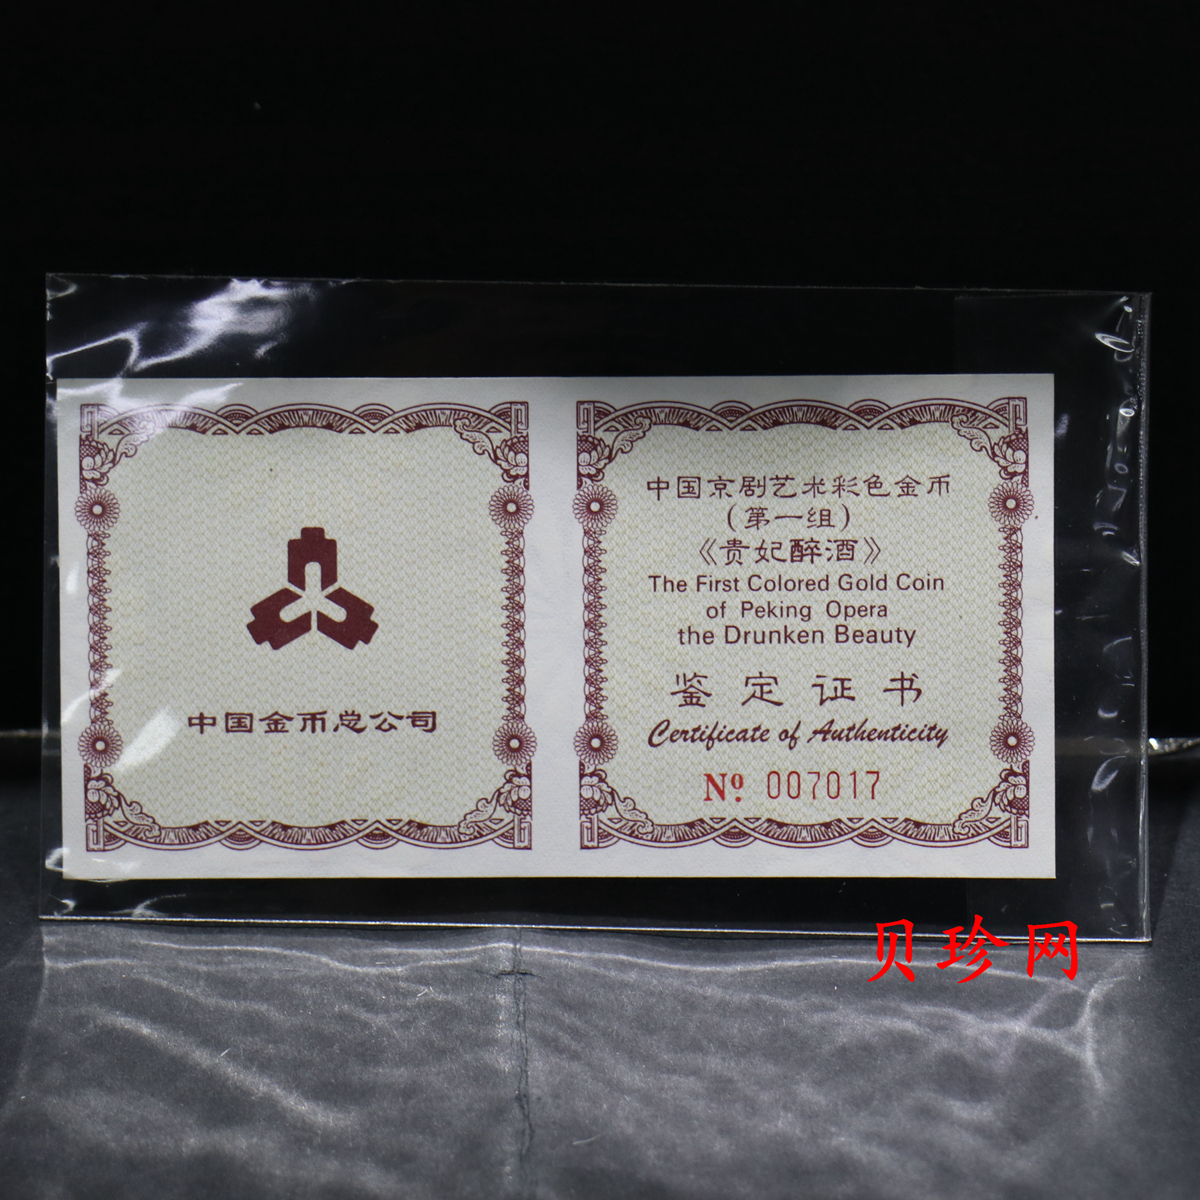 中国金币总公司
中国京剧艺术彩色金币
(第一组)
《贵妃醉酒》
The First Colored Gold Coin
of Peking Opera
the Drunken Beauty
鉴定证书
Certificate of Authenticity
Nº. 007017
贝珍网